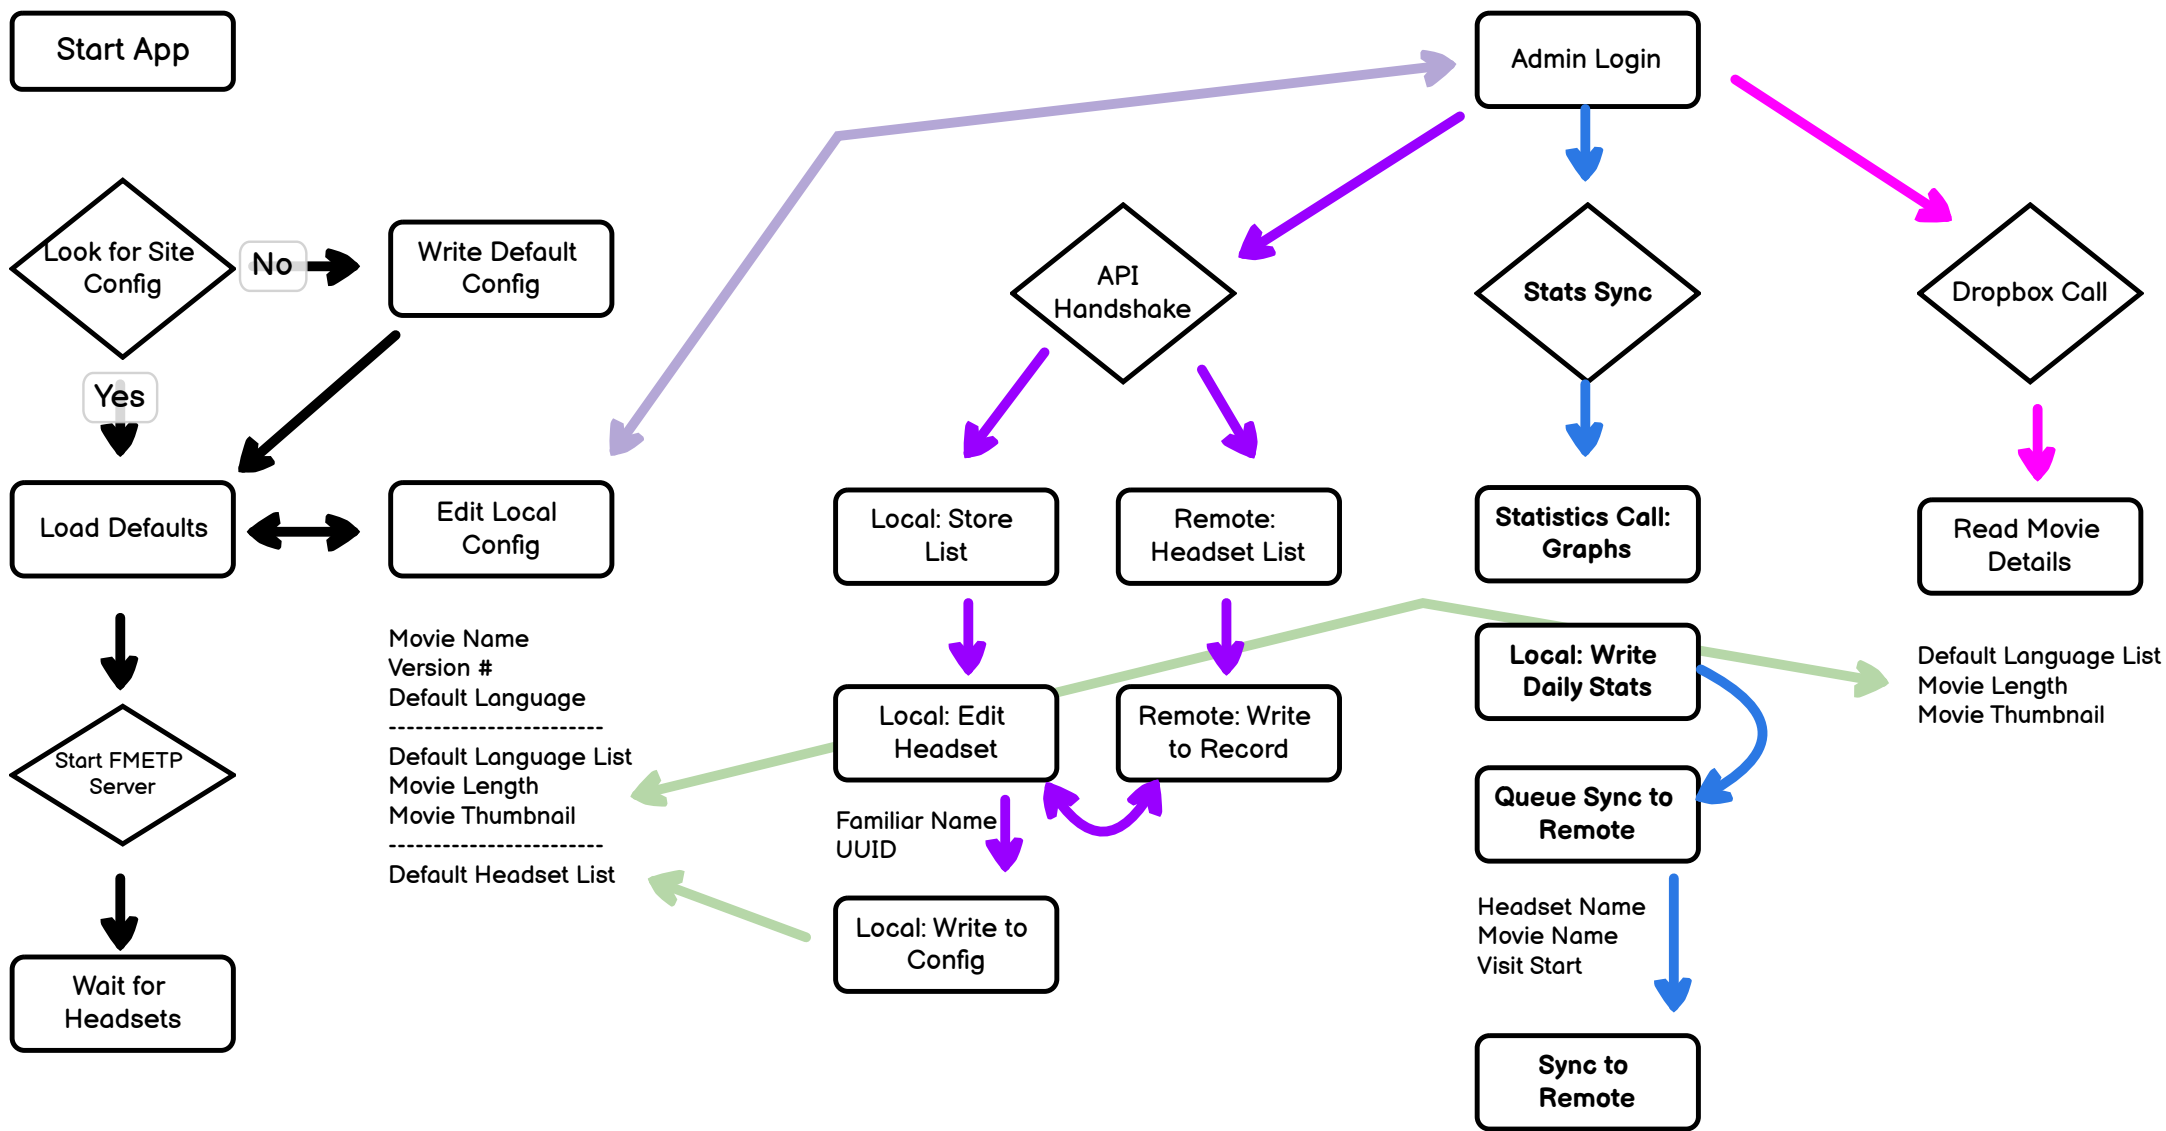 Start App
Admin Login
Look for Site
Config
No
Write Default
Config
API
Handshake
Stats Sync
Dropbox Call
Yes
Load Defaults
Edit Local
Config
Local: Store
List
Remote:
Headset List
Statistics Call:
Graphs
Read Movie
Details
Movie Name
Version #
Default Language
------------------------
Default Language List
Movie Length
Movie Thumbnail
------------------------
Default Headset List
Local: Edit
Headset
Remote: Write
to Record
Local: Write
Daily Stats
Default Language List
Movie Length
Movie Thumbnail
Start FMETP
Server
Familiar Name
UUID
Queue Sync to
Remote
Local: Write to
Config
Headset Name
Movie Name
Visit Start
Wait for
Headsets
Sync to
Remote